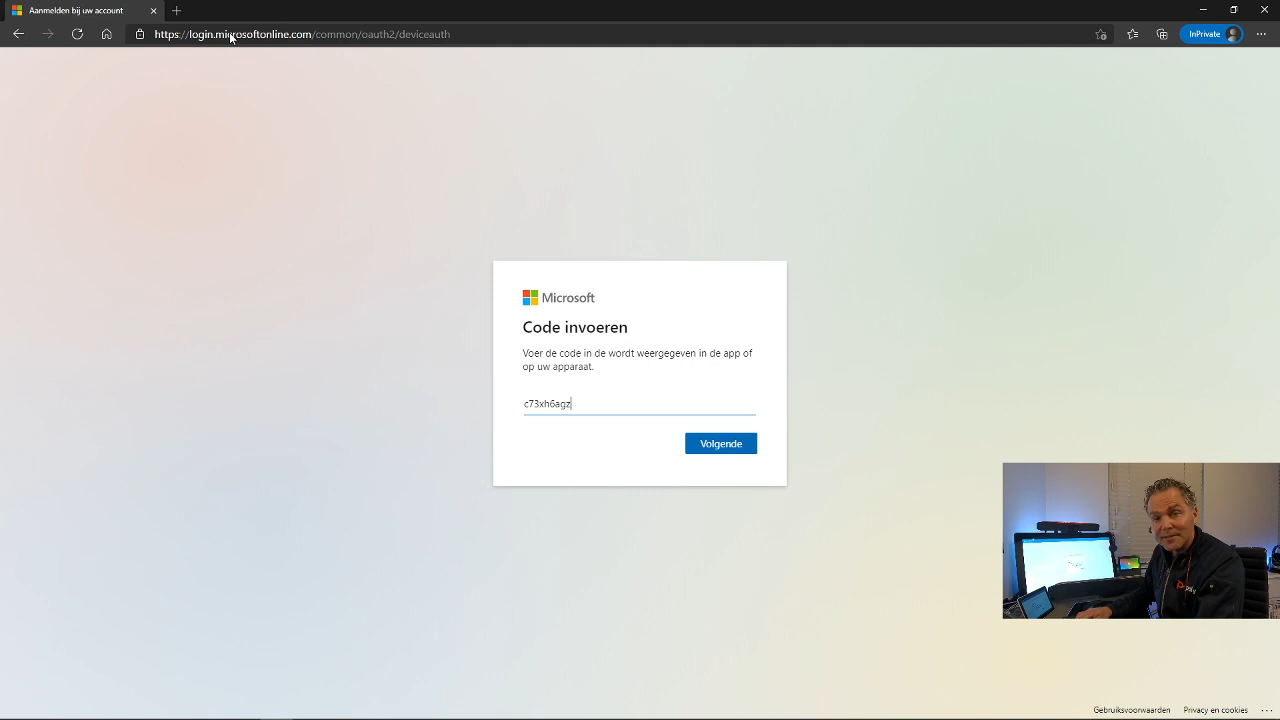 Aanmelden bij uw account
https://login.microsoftonline.com/common/oauth2/deviceauth
InPrivate
Microsoft
Code invoeren
Voer de code in de wordt weergegeven in de app of
op uw apparaat.
c73xh6agz
Volgende
poly
Gebruiksvoorwaarden
Privacy en cookies
...